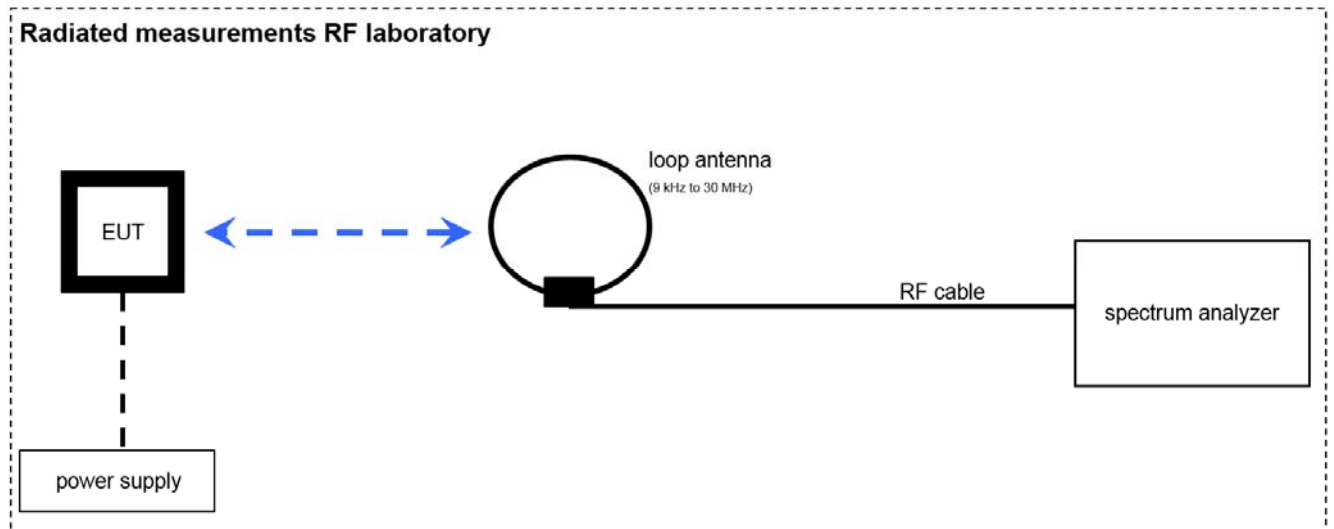 Radiated measurements RF laboratory
loop antenna
(9 kHz to 30 MHz)
EUT
RF cable
spectrum analyzer
power supply